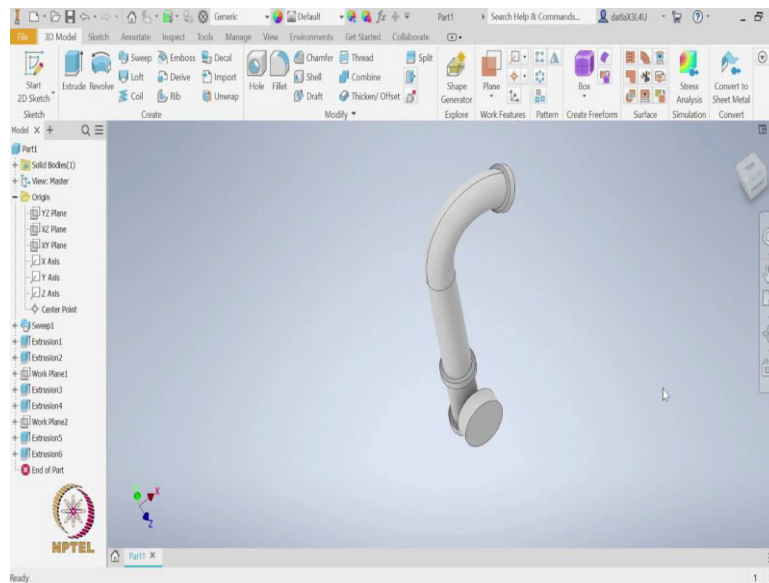 Generic Default Part1 Search Help & Commands... datlaX3L4U
File 3D Model Sketch Annotate Inspect Tools Manage View Environments Get Started Collaborate
Start 2D Sketch Extrude Revolve Sweep Emboss Decal Chamfer Thread Split
Loft Derive Import Hole Fillet Shell Combine Shape Generator Plane Box Stress Analysis Convert to Sheet Metal
Coil Rib Unwrap Draft Thicken/ Offset
Sketch Create Modify Explore Work Features Pattern Create Freeform Surface Simulation Convert
Model X +
Part1
Solid Bodies(1)
View: Master
Origin
YZ Plane
XZ Plane
XY Plane
X Axis
Y Axis
Z Axis
Center Point
Sweep1
Extrusion1
Extrusion2
Work Plane1
Extrusion3
Extrusion4
Work Plane2
Extrusion5
Extrusion6
End of Part
TOP
X
Z
NPTEL
Part1 X
Ready 1